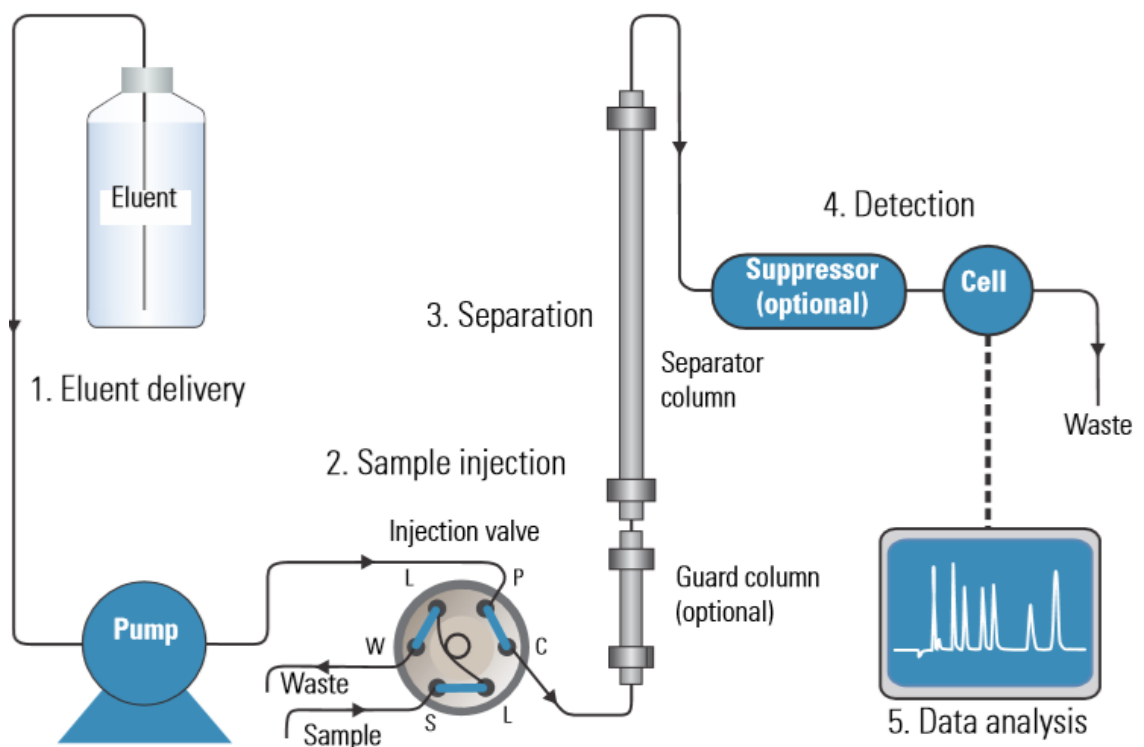 Eluent
1. Eluent delivery
Pump
2. Sample injection
Injection valve
L
P
W
C
S
L
Waste
Sample
3. Separation
Separator
column
Guard column
(optional)
4. Detection
Suppressor
(optional)
Cell
Waste
5. Data analysis